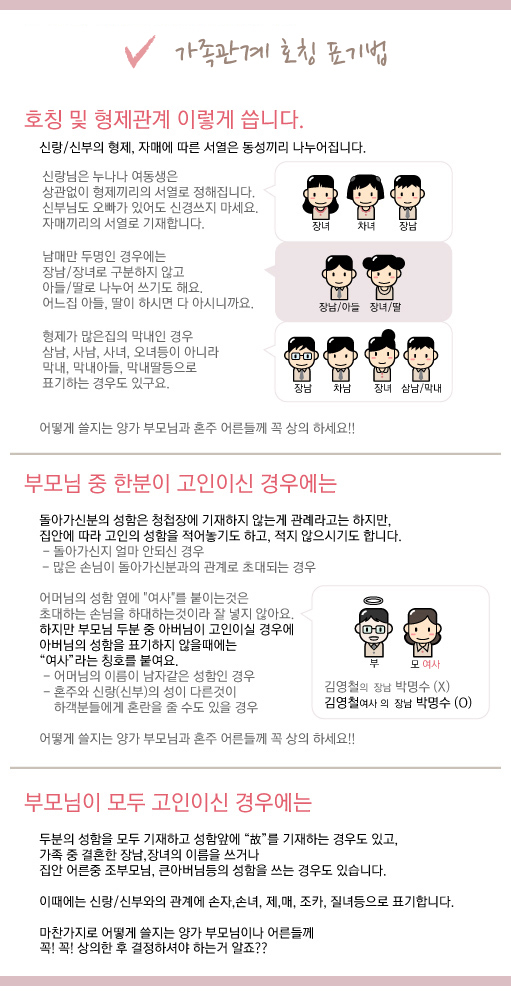 가족관계 호칭 표기법
호칭 및 형제관계 이렇게 씁니다.
신랑/신부의 형제, 자매에 따른 서열은 동성끼리 나누어집니다.
신랑님은 누나나 여동생은
상관없이 형제끼리의 서열로 정해집니다.
신부님도 오빠가 있어도 신경쓰지 마세요.
자매끼리의 서열로 기재합니다.
장녀 차녀 장남
남매만 두명인 경우에는
장남/장녀로 구분하지 않고
아들/딸로 나누어 쓰기도 해요.
어느집 아들, 딸이 하시면 다 아시니까요.
장남/아들 장녀/딸
형제가 많은집의 막내인 경우
삼남, 사남, 사녀, 오녀등이 아니라
막내, 막내아들, 막내딸등으로
표기하는 경우도 있구요.
장남 차남 장녀 삼남/막내
어떻게 쓸지는 양가 부모님과 혼주 어른들께 꼭 상의 하세요!!
부모님 중 한분이 고인이신 경우에는
돌아가신분의 성함은 청첩장에 기재하지 않는게 관례라고는 하지만,
집안에 따라 고인의 성함을 적어놓기도 하고, 적지 않으시기도 합니다.
- 돌아가신지 얼마 안되신 경우
- 많은 손님이 돌아가신분과의 관계로 초대되는 경우
어머님의 성함 옆에 "여사"를 붙이는것은
초대하는 손님을 하대하는것이라 잘 넣지 않아요.
하지만 부모님 두분 중 아버님이 고인이실 경우에
아버님의 성함을 표기하지 않을때에는
“여사”라는 칭호를 붙여요.
- 어머님의 이름이 남자같은 성함인 경우
- 혼주와 신랑(신부)의 성이 다른것이
하객분들에게 혼란을 줄 수도 있을 경우
부 모 여사
김영철의 장남 박명수 (X)
김영철여사 의 장남 박명수 (O)
어떻게 쓸지는 양가 부모님과 혼주 어른들께 꼭 상의 하세요!!
부모님이 모두 고인이신 경우에는
두분의 성함을 모두 기재하고 성함앞에 “故”를 기재하는 경우도 있고,
가족 중 결혼한 장남,장녀의 이름을 쓰거나
집안 어른중 조부모님, 큰아버님등의 성함을 쓰는 경우도 있습니다.
이때에는 신랑/신부와의 관계에 손자,손녀, 제,매, 조카, 질녀등으로 표기합니다.
마찬가지로 어떻게 쓸지는 양가 부모님이나 어른들께
꼭! 꼭! 상의한 후 결정하셔야 하는거 알죠??